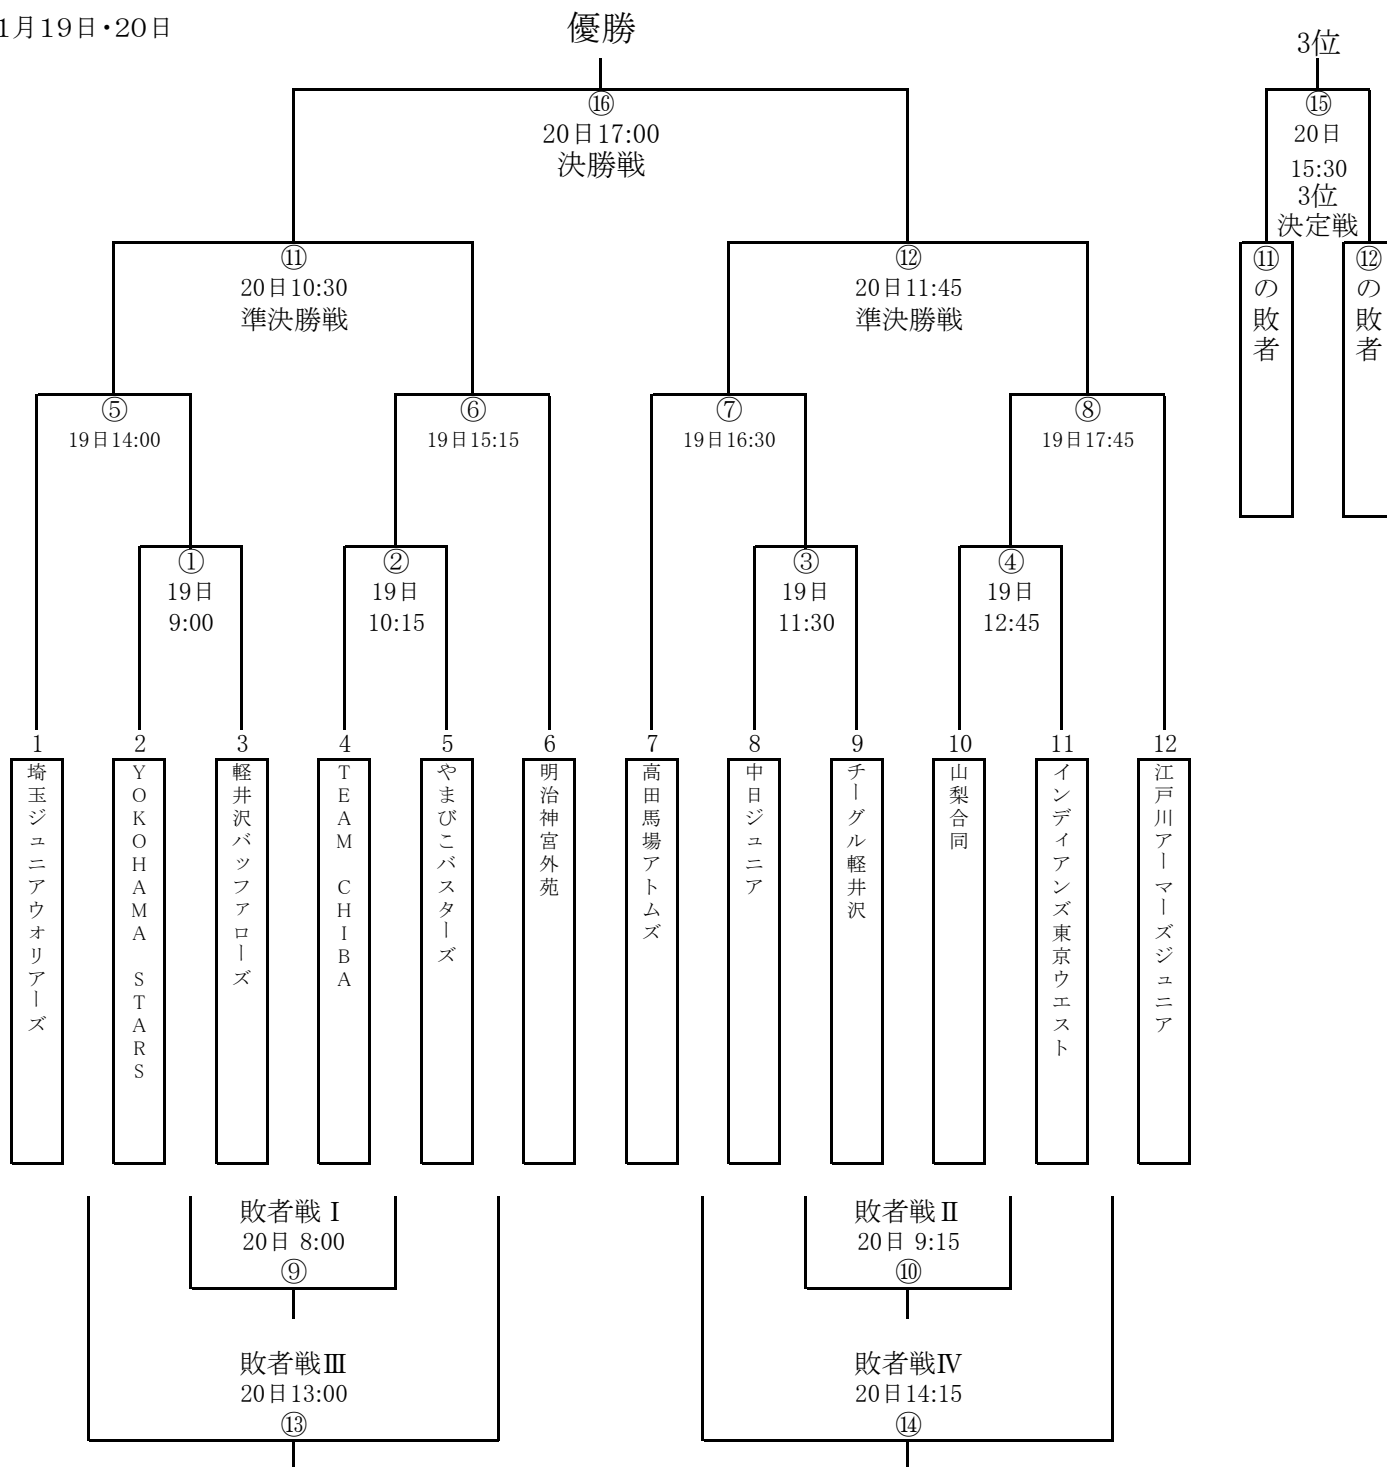 1月19日・20日
優勝
3位
⑯
20日17:00
決勝戦
⑮
20日
15:30
3位
決定戦
⑪
20日10:30
準決勝戦
⑫
20日11:45
準決勝戦
⑪の敗者
⑫の敗者
⑤
19日14:00
⑥
19日15:15
⑦
19日16:30
⑧
19日17:45
①
19日
9:00
②
19日
10:15
③
19日
11:30
④
19日
12:45
1
埼玉ジュニアウォリアーズ
2
YOKOHAMA STARS
3
軽井沢バッファローズ
4
TEAM CHIBA
5
やまびこバスターズ
6
明治神宮外苑
7
高田馬場アトムズ
8
中日ジュニア
9
チーグル軽井沢
10
山梨合同
11
インディアンズ東京ウエスト
12
江戸川アーマーズジュニア
敗者戦Ⅰ
20日 8:00
⑨
敗者戦Ⅱ
20日 9:15
⑩
敗者戦Ⅲ
20日13:00
⑬
敗者戦Ⅳ
20日14:15
⑭